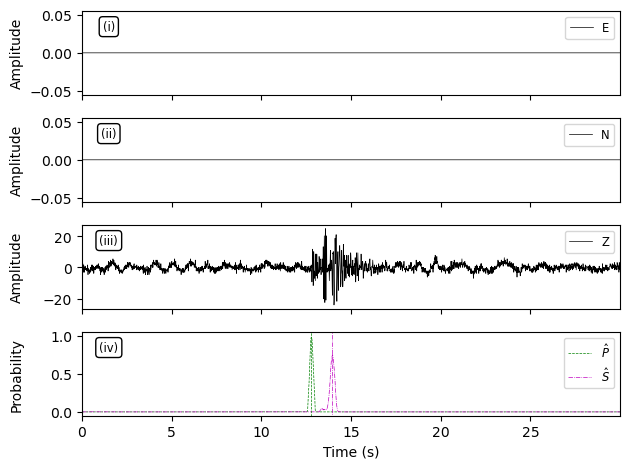 0.05
(i)
E
0.00
−0.05
Amplitude
0.05
(ii)
N
0.00
−0.05
Amplitude
20
(iii)
Z
0
−20
Amplitude
1.0
(iv)
P̂
Ŝ
0.5
0.0
Probability
0 5 10 15 20 25
Time (s)